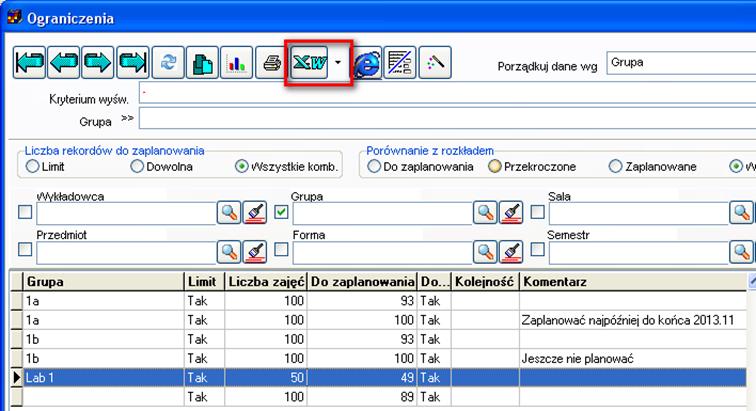 Ograniczenia
XW
Porządkuj dane wg Grupa
Kryterium wyśw. -
Grupa >>
Liczba rekordów do zaplanowania Porównanie z rozkładem
Limit Dowolna Wszystkie komb. Do zaplanowania Przekroczone Zaplanowane W
Wykładowca Grupa Sala
Przedmiot Forma Semestr
Grupa Limit Liczba zajęć Do zaplanowania Do... Kolejność Komentarz
1a Tak 100 93 Tak
1a Tak 100 100 Tak Zaplanować najpóźniej do końca 2013.11
1b Tak 100 93 Tak
1b Tak 100 100 Tak Jeszcze nie planować
Lab 1 Tak 50 49 Tak
Tak 100 89 Tak